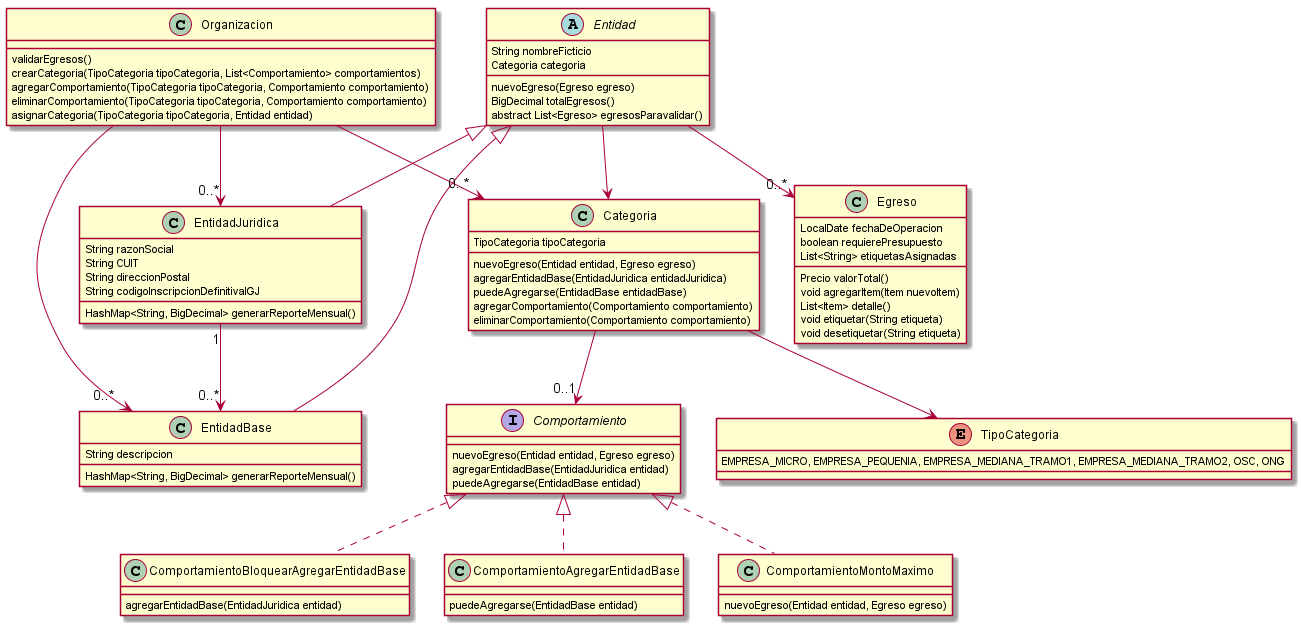 C Organizacion
validarEgresos()
crearCategoria(TipoCategoria tipoCategoria, List<Comportamiento> comportamientos)
agregarComportamiento(TipoCategoria tipoCategoria, Comportamiento comportamiento)
eliminarComportamiento(TipoCategoria tipoCategoria, Comportamiento comportamiento)
asignarCategoria(TipoCategoria tipoCategoria, Entidad entidad)
A Entidad
String nombreFicticio
Categoria categoria
nuevoEgreso(Egreso egreso)
BigDecimal totalEgresos()
abstract List<Egreso> egresosParavalidar()
0..*
0..*
0..*
C EntidadJuridica
String razonSocial
String CUIT
String direccionPostal
String codigoInscripcionDefinitivaIGJ
HashMap<String, BigDecimal> generarReporteMensual()
C Categoria
TipoCategoria tipoCategoria
nuevoEgreso(Entidad entidad, Egreso egreso)
agregarEntidadBase(EntidadJuridica entidadJuridica)
puedeAgregarse(EntidadBase entidadBase)
agregarComportamiento(Comportamiento comportamiento)
eliminarComportamiento(Comportamiento comportamiento)
C Egreso
LocalDate fechaDeOperacion
boolean requierePresupuesto
List<String> etiquetasAsignadas
Precio valorTotal()
void agregarItem(Item nuevoItem)
List<Item> detalle()
void etiquetar(String etiqueta)
void desetiquetar(String etiqueta)
1
0..*
0..*
0..1
C EntidadBase
String descripcion
HashMap<String, BigDecimal> generarReporteMensual()
I Comportamiento
nuevoEgreso(Entidad entidad, Egreso egreso)
agregarEntidadBase(EntidadJuridica entidad)
puedeAgregarse(EntidadBase entidad)
E TipoCategoria
EMPRESA_MICRO, EMPRESA_PEQUENIA, EMPRESA_MEDIANA_TRAMO1, EMPRESA_MEDIANA_TRAMO2, OSC, ONG
C ComportamientoBloquearAgregarEntidadBase
agregarEntidadBase(EntidadJuridica entidad)
C ComportamientoAgregarEntidadBase
puedeAgregarse(EntidadBase entidad)
C ComportamientoMontoMaximo
nuevoEgreso(Entidad entidad, Egreso egreso)